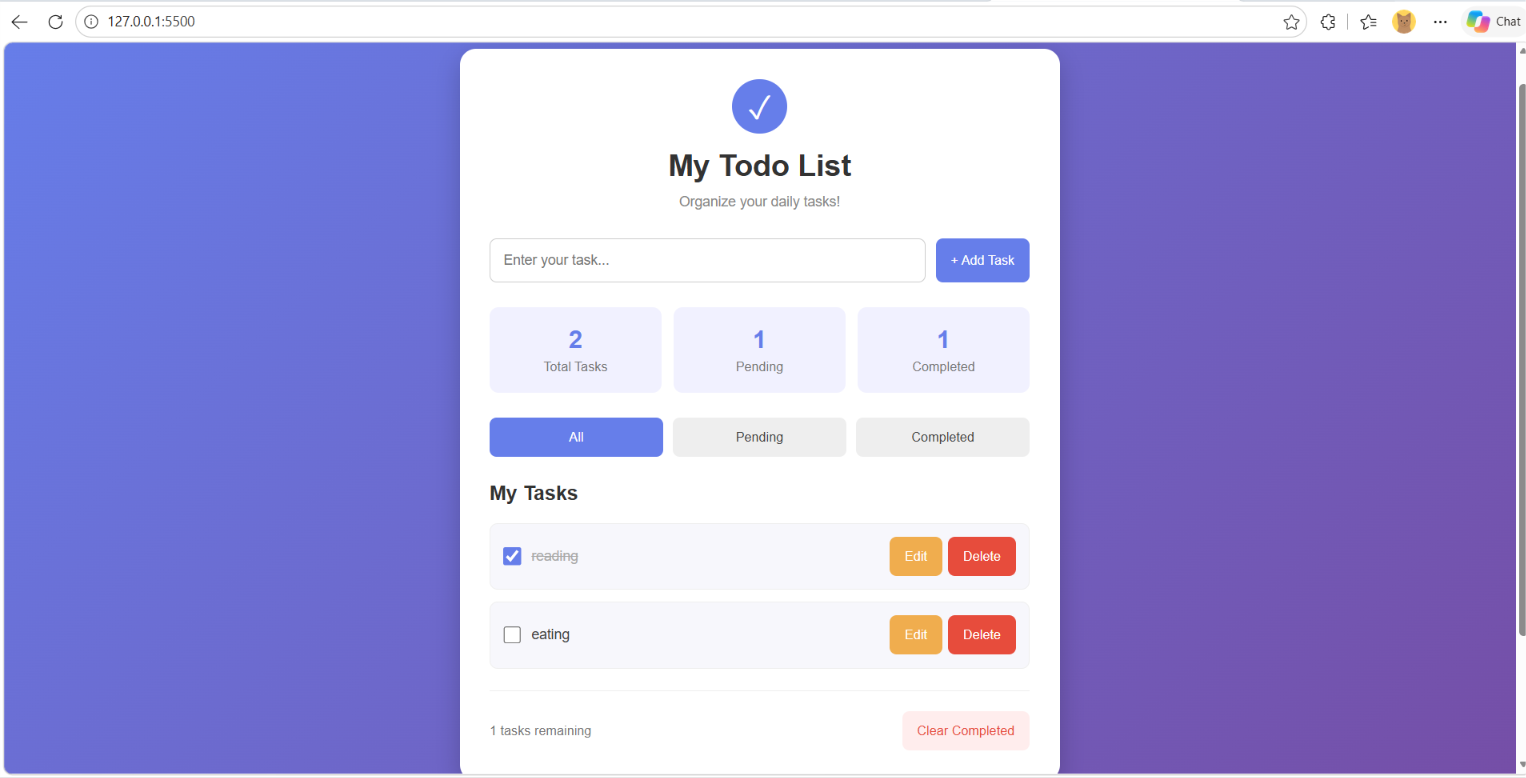 127.0.0.1:5500
Chat
✓
My Todo List
Organize your daily tasks!
Enter your task...
+ Add Task
2 1 1
Total Tasks Pending Completed
All Pending Completed
My Tasks
reading Edit Delete
eating Edit Delete
1 tasks remaining Clear Completed